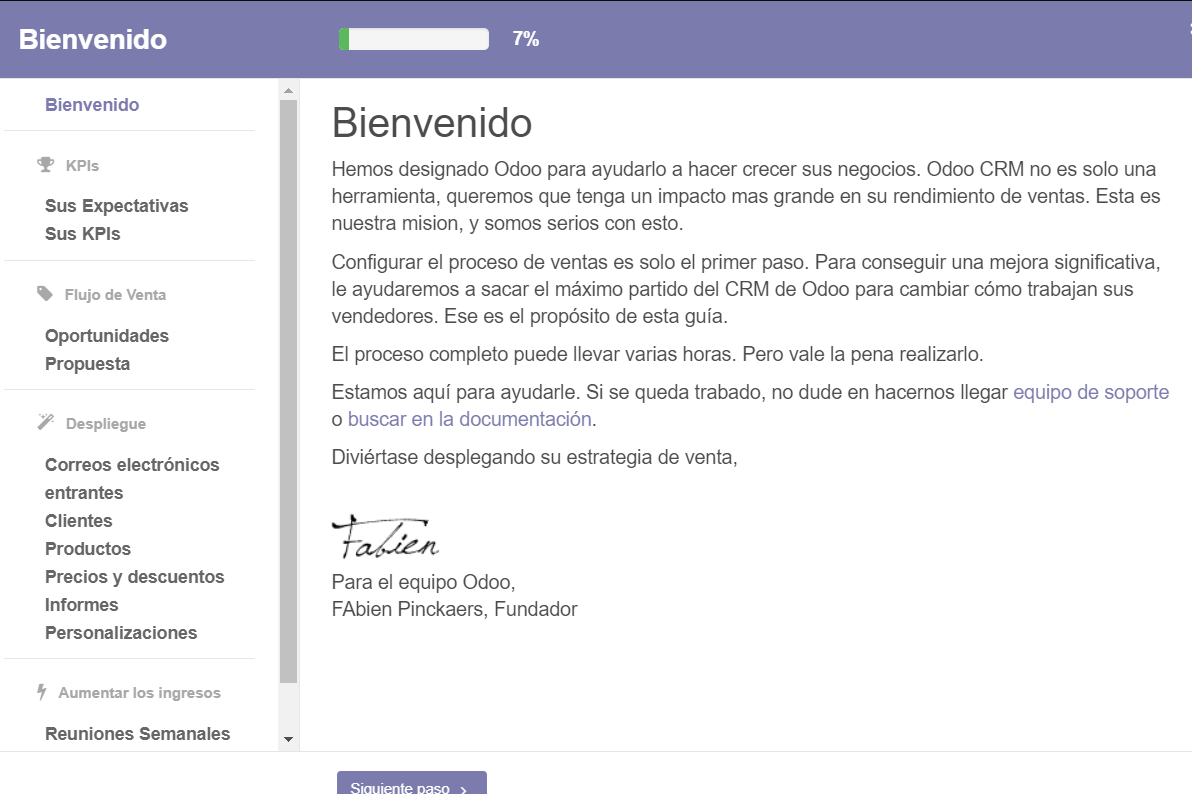 Bienvenido
7%
Bienvenido
KPIs
Sus Expectativas
Sus KPIs
Flujo de Venta
Oportunidades
Propuesta
Despliegue
Correos electrónicos
entrantes
Clientes
Productos
Precios y descuentos
Informes
Personalizaciones
Aumentar los ingresos
Reuniones Semanales
Bienvenido
Hemos designado Odoo para ayudarlo a hacer crecer sus negocios. Odoo CRM no es solo una
herramienta, queremos que tenga un impacto mas grande en su rendimiento de ventas. Esta es
nuestra mision, y somos serios con esto.
Configurar el proceso de ventas es solo el primer paso. Para conseguir una mejora significativa,
le ayudaremos a sacar el máximo partido del CRM de Odoo para cambiar cómo trabajan sus
vendedores. Ese es el propósito de esta guía.
El proceso completo puede llevar varias horas. Pero vale la pena realizarlo.
Estamos aquí para ayudarle. Si se queda trabado, no dude en hacernos llegar equipo de soporte
o buscar en la documentación.
Diviértase desplegando su estrategia de venta,
Fabien
Para el equipo Odoo,
FAbien Pinckaers, Fundador
Siguiente paso